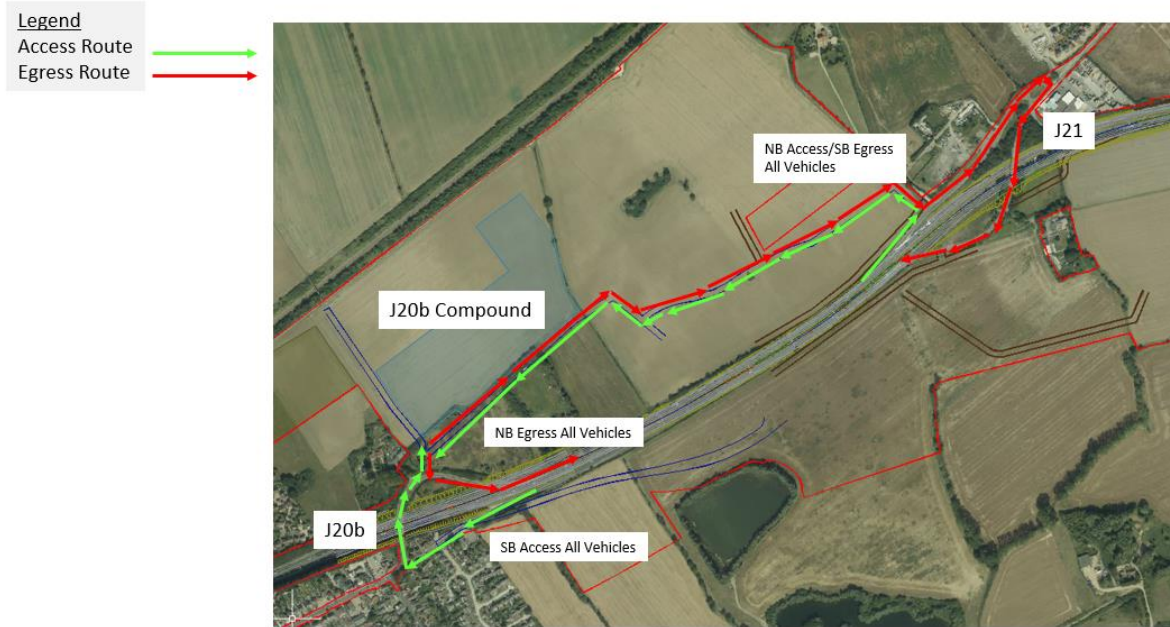 Legend
Access Route
Egress Route
NB Access/SB Egress
All Vehicles
J21
J20b Compound
NB Egress All Vehicles
J20b
SB Access All Vehicles